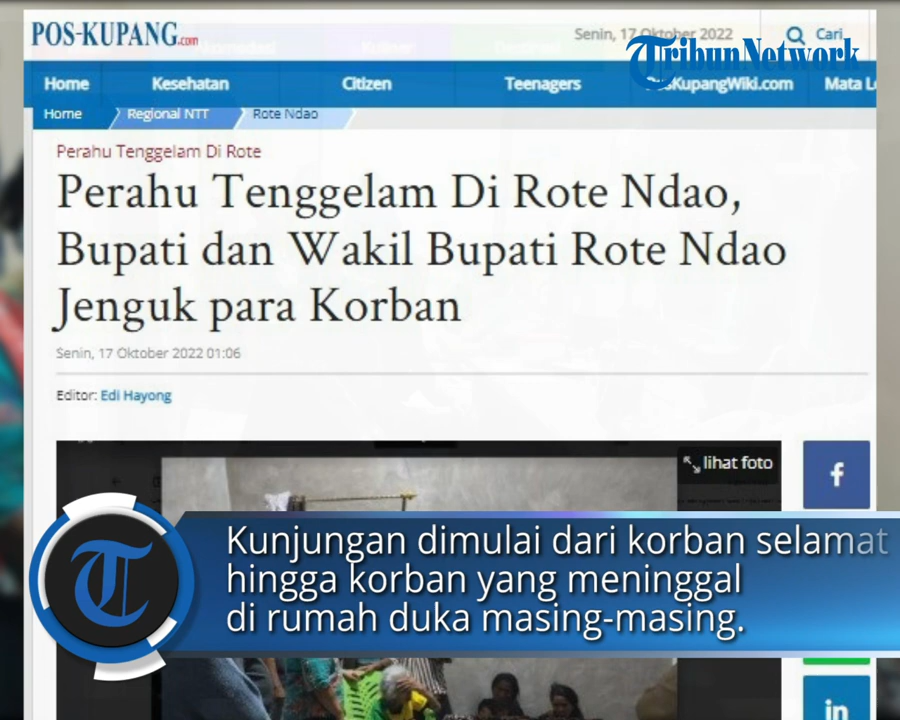 POS-KUPANG.com
Senin, 17 Oktober 2022
Cari
TribunNetwork
Home Kesehatan Citizen Teenagers KupangWiki.com Mata
Home Regional NTT Rote Ndao
Perahu Tenggelam Di Rote
Perahu Tenggelam Di Rote Ndao,
Bupati dan Wakil Bupati Rote Ndao
Jenguk para Korban
Senin, 17 Oktober 2022 01:06
Editor: Edi Hayong
lihat foto
f
T
Kunjungan dimulai dari korban selamat
hingga korban yang meninggal
di rumah duka masing-masing.
in